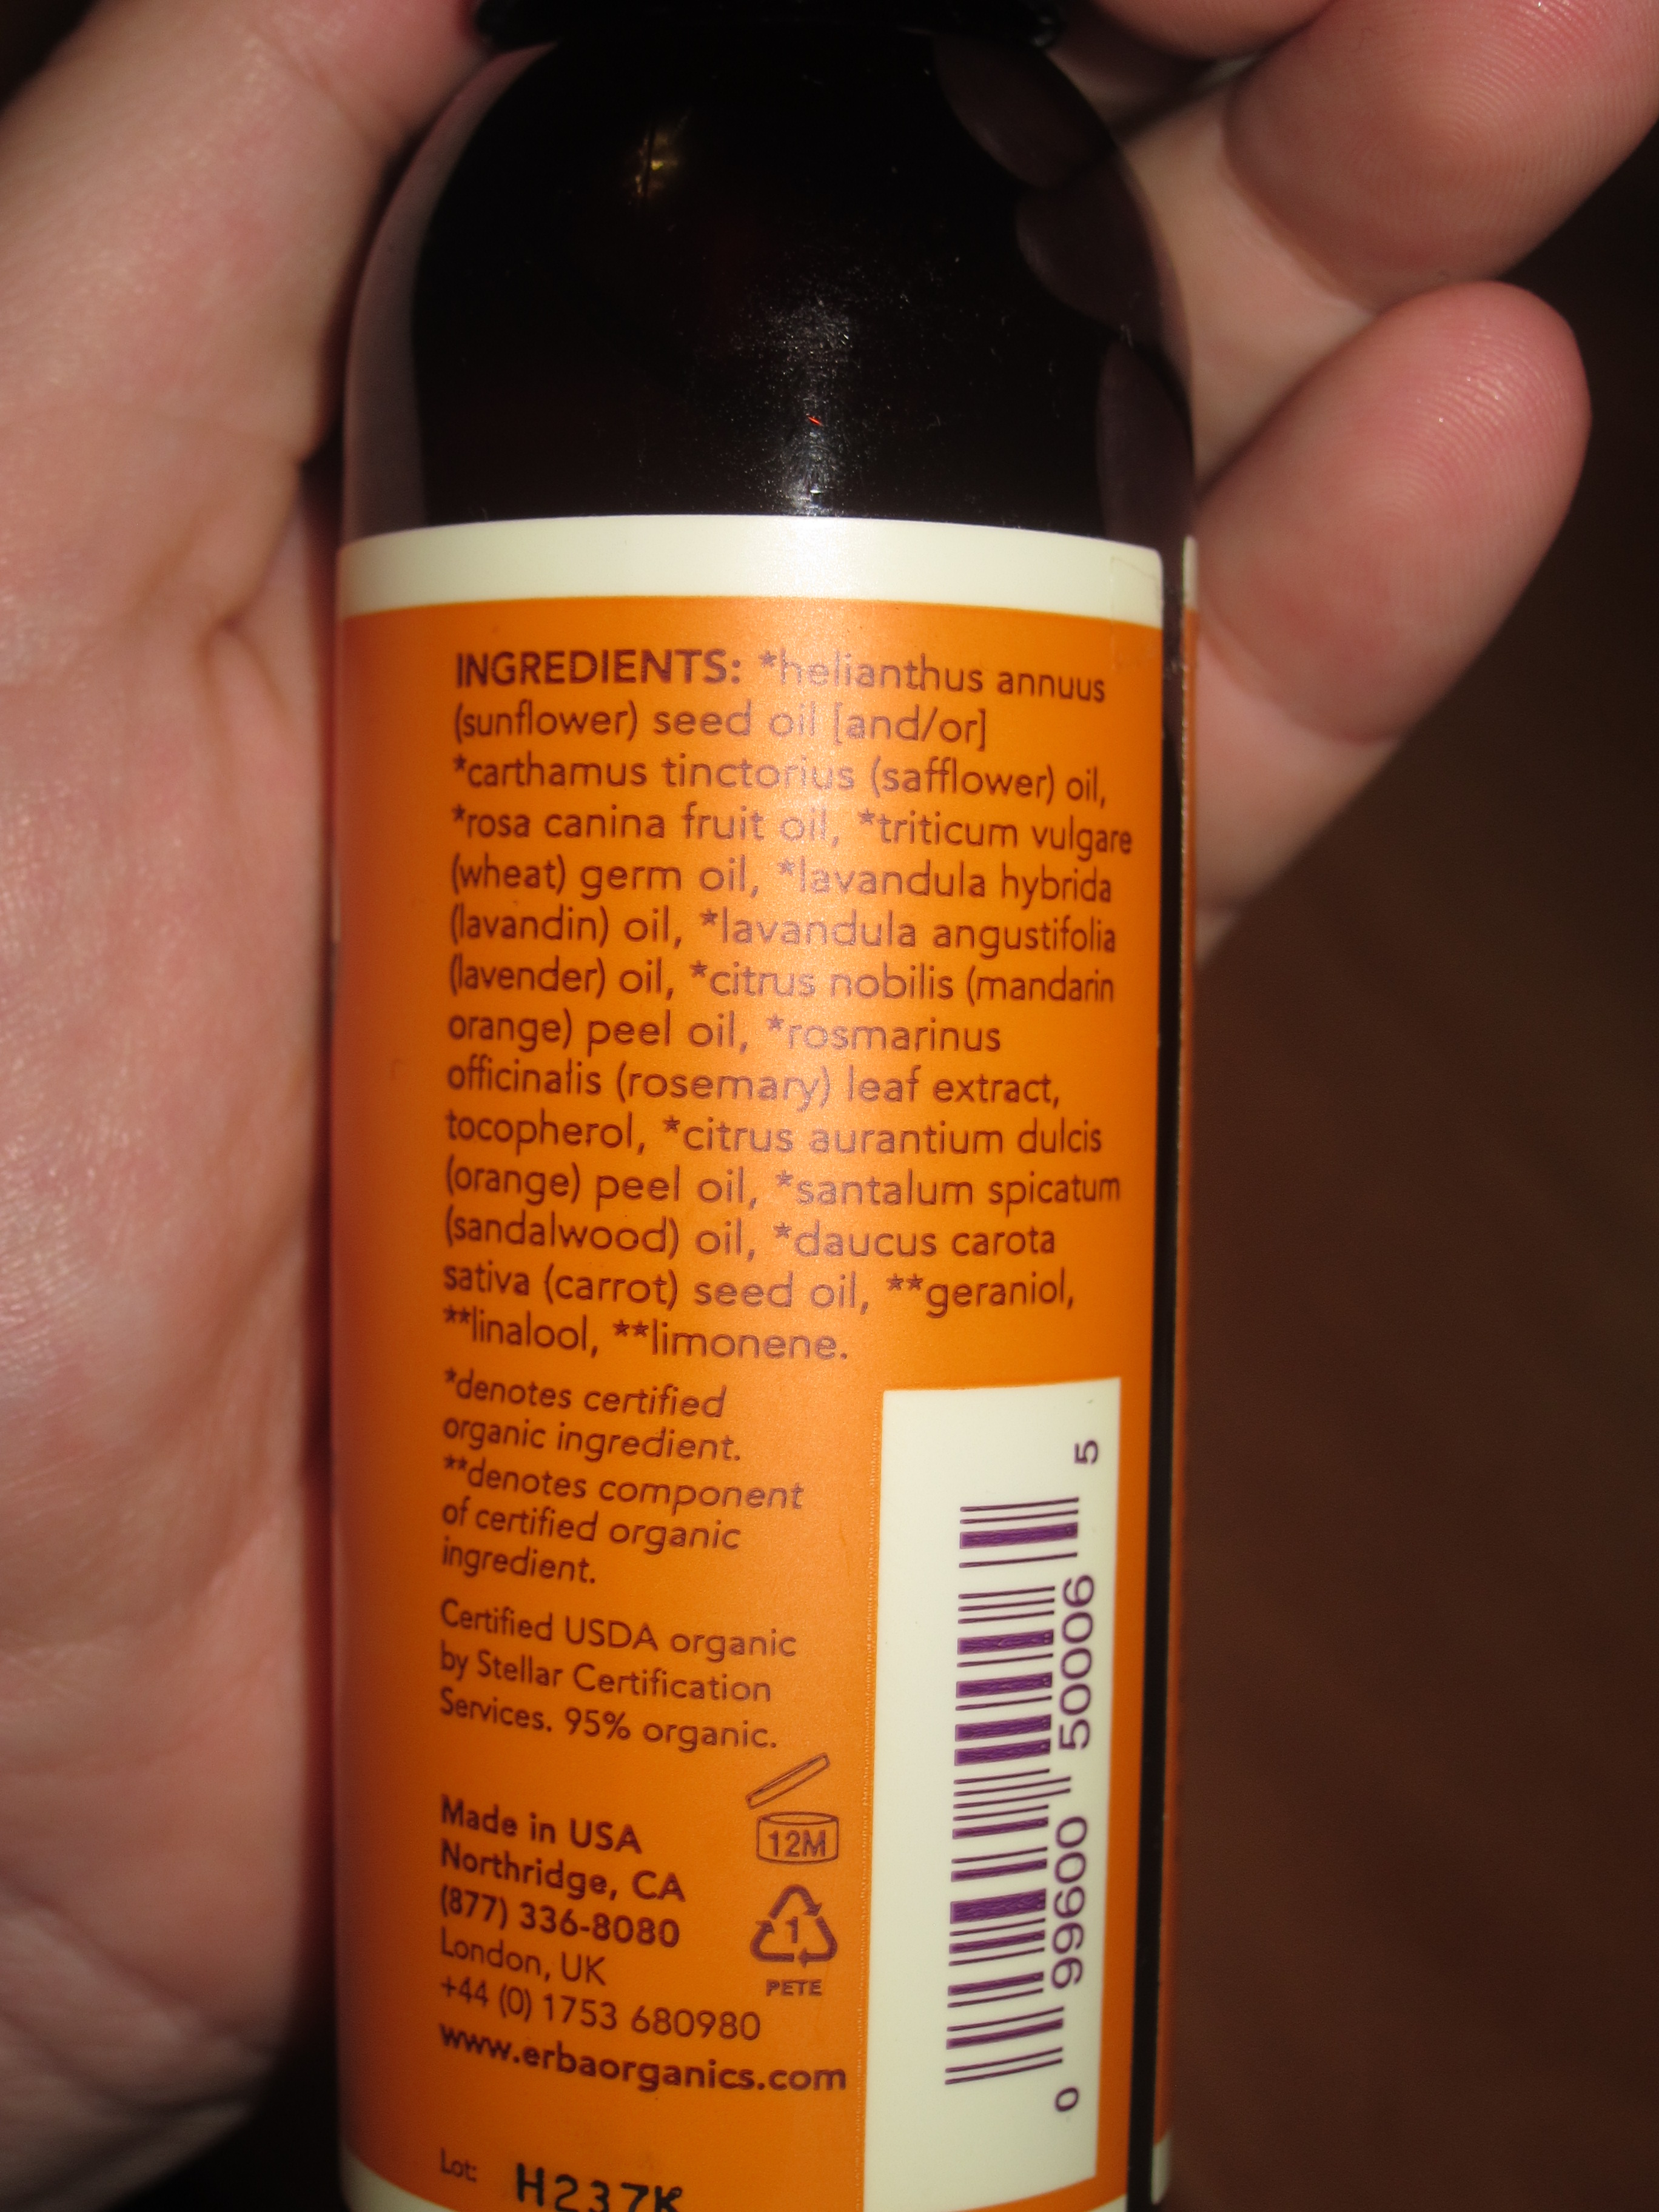 INGREDIENTS: *helianthus annuus
(sunflower) seed oil [and/or]
*carthamus tinctorius (safflower) oil,
*rosa canina fruit oil, *triticum vulgare
(wheat) germ oil, *lavandula hybrida
(lavandin) oil, *lavandula angustifolia
(lavender) oil, *citrus nobilis (mandarin
orange) peel oil, *rosmarinus
officinalis (rosemary) leaf extract,
tocopherol, *citrus aurantium dulcis
(orange) peel oil, *santalum spicatum
(sandalwood) oil, *daucus carota
sativa (carrot) seed oil, **geraniol,
**linalool, **limonene.
*denotes certified
organic ingredient.
**denotes component
of certified organic
ingredient.
Certified USDA organic
by Stellar Certification
Services. 95% organic.
Made in USA
Northridge, CA
(877) 336-8080
London, UK
+44 (0) 1753 680980
www.erbaorganics.com
12M
1
PETE
0 99600 50006 5
Lot: H237K